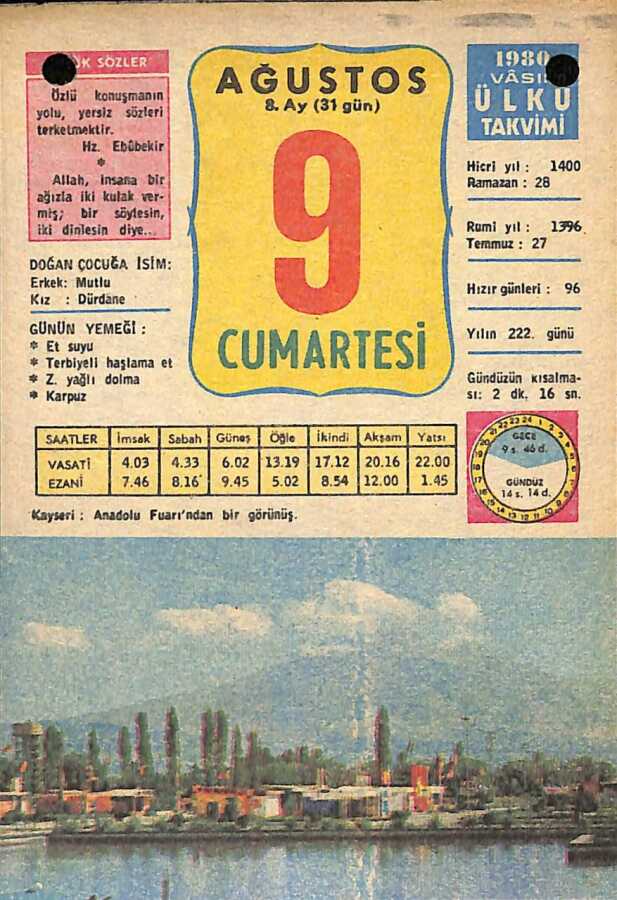 K SÖZLER
Özlü konuşmanın
yolu, yersiz sözleri
terketmektir.
Hz. Ebûbekir
*
Allah, insana bir
ağızla iki kulak ver-
miş; bir söylesin,
iki dinlesin diye...
DOĞAN ÇOCUĞA İSİM:
Erkek: Mutlu
Kız : Dürdane
GÜNÜN YEMEĞİ :
* Et suyu
* Terbiyeli haşlama et
* Z. yağlı dolma
* Karpuz
AĞUSTOS
8. Ay (31 gün)
9
CUMARTESİ
1980
VÂSI
ÜLKÜ
TAKVİMİ
Hicri yıl : 1400
Ramazan : 28
Rumi yıl : 1396
Temmuz : 27
Hızır günleri : 96
Yılın 222. günü
Gündüzün kısalma-
sı: 2 dk. 16 sn.
SAATLER İmsak Sabah Güneş Öğle İkindi Akşam Yatsı
VASATİ 4.03 4.33 6.02 13.19 17.12 20.16 22.00
EZANİ 7.46 8.16 9.45 5.02 8.54 12.00 1.45
GECE
9 s. 46 d.
GÜNDÜZ
14 s. 14 d.
Kayseri : Anadolu Fuarı'ndan bir görünüş.